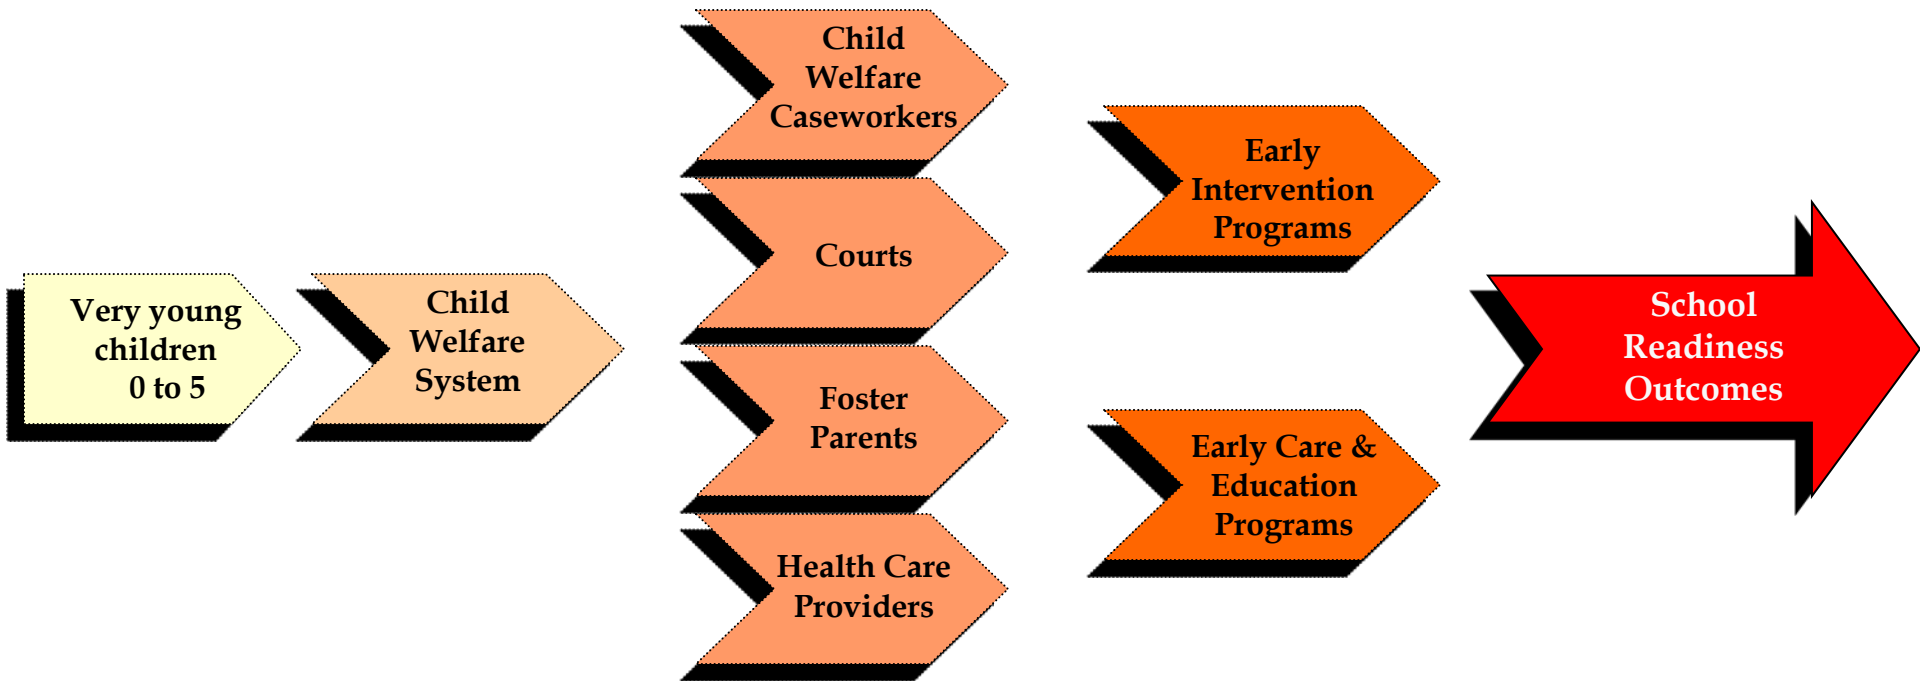 Very young
children
0 to 5
Child
Welfare
System
Child
Welfare
Caseworkers
Courts
Foster
Parents
Health Care
Providers
Early
Intervention
Programs
Early Care &
Education
Programs
School
Readiness
Outcomes